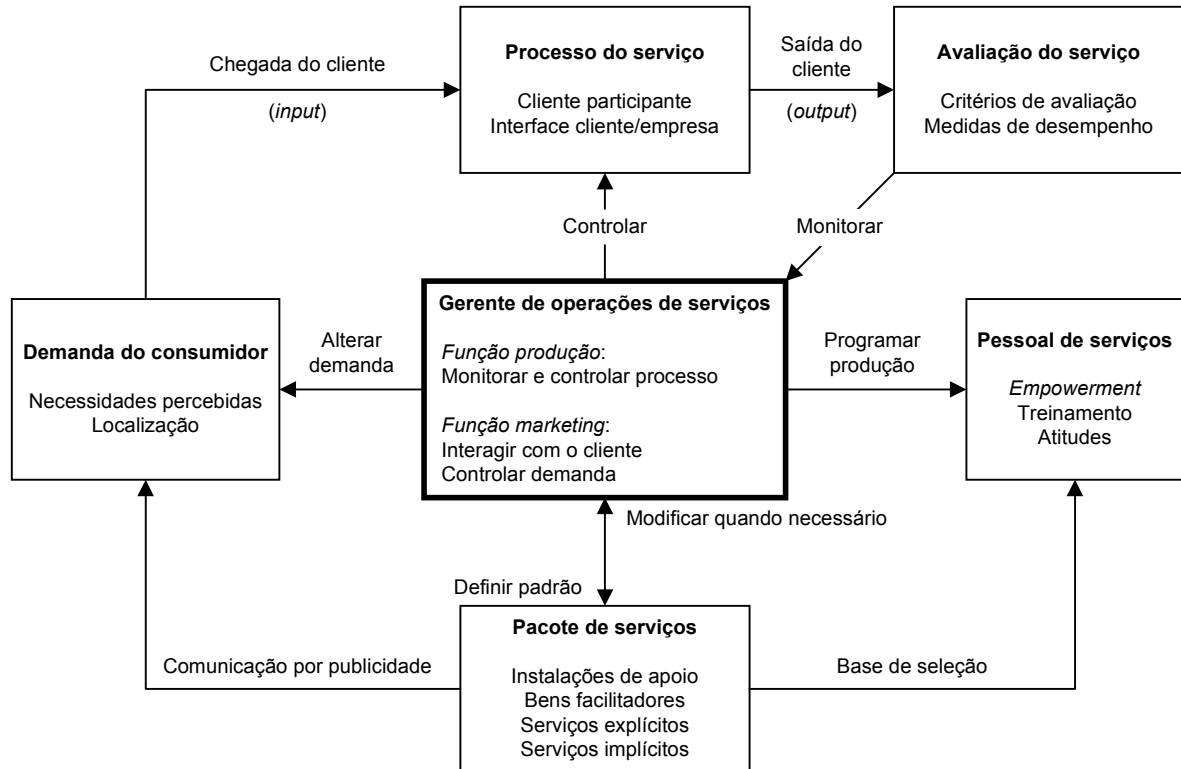 Chegada do cliente
(input)
Processo do serviço
Cliente participante
Interface cliente/empresa
Saída do
cliente
(output)
Avaliação do serviço
Critérios de avaliação
Medidas de desempenho
Controlar
Monitorar
Demanda do consumidor
Necessidades percebidas
Localização
Alterar
demanda
Gerente de operações de serviços
Função produção:
Monitorar e controlar processo
Função marketing:
Interagir com o cliente
Controlar demanda
Programar
produção
Pessoal de serviços
Empowerment
Treinamento
Atitudes
Modificar quando necessário
Definir padrão
Comunicação por publicidade
Pacote de serviços
Instalações de apoio
Bens facilitadores
Serviços explícitos
Serviços implícitos
Base de seleção